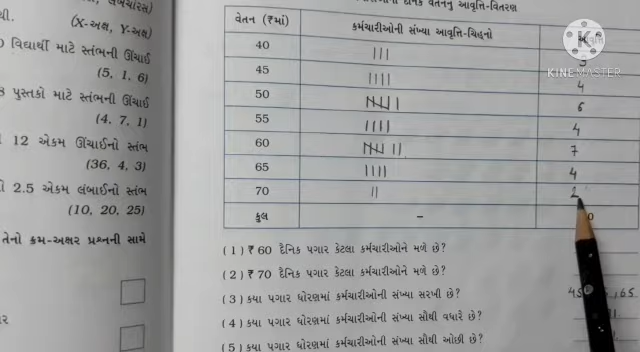 (X-અક્ષ, Y-અક્ષ)
વિદ્યાર્થી માટે સ્તંભની ઊંચાઈ
(5, 1, 6)
પુસ્તકો માટે સ્તંભની ઊંચાઈ
(4, 7, 1)
12 એકમ ઊંચાઈનો સ્તંભ
(36, 4, 3)
2.5 એકમ લંબાઈનો સ્તંભ
(10, 20, 25)
તેનો ક્રમ-અક્ષર પ્રશ્નની સામે
દૈનિક વેતનનું આવૃત્તિ-વિતરણ
વેતન (₹માં) કર્મચારીઓની સંખ્યા આવૃત્તિ-ચિહ્નો
40 ||| 3
45 |||| 4
50 6
55 |||| 4
60 7
65 |||| 4
70 || 2
કુલ –
(1) ₹ 60 દૈનિક પગાર કેટલા કર્મચારીઓને મળે છે?
(2) ₹ 70 દૈનિક પગાર કેટલા કર્મચારીઓને મળે છે?
(3) કયા પગાર ધોરણમાં કર્મચારીઓની સંખ્યા સરખી છે?
(4) કયા પગાર ધોરણમાં કર્મચારીઓની સંખ્યા સૌથી વધારે છે?
(5) કયા પગાર ધોરણમાં કર્મચારીઓની સંખ્યા સૌથી ઓછી છે?
KINEMASTER